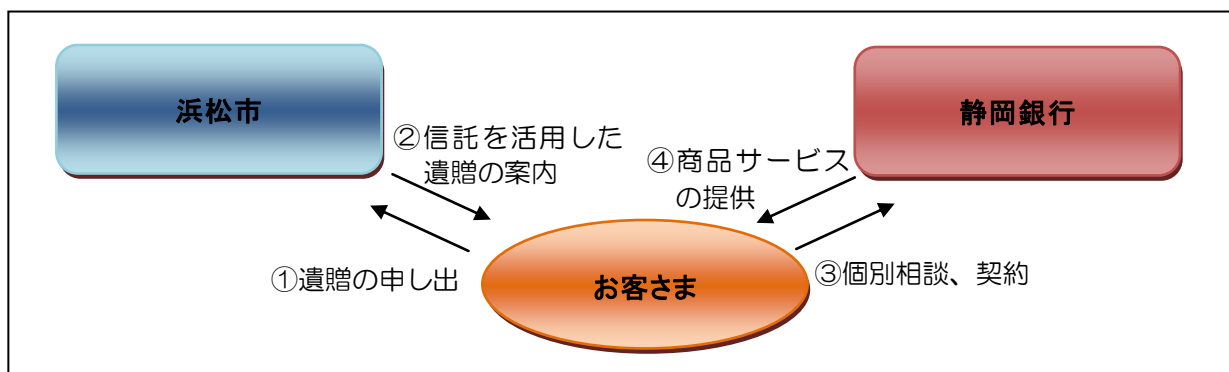 浜松市
静岡銀行
②信託を活用した
遺贈の案内
④商品サービス
の提供
①遺贈の申し出
お客さま
③個別相談、契約